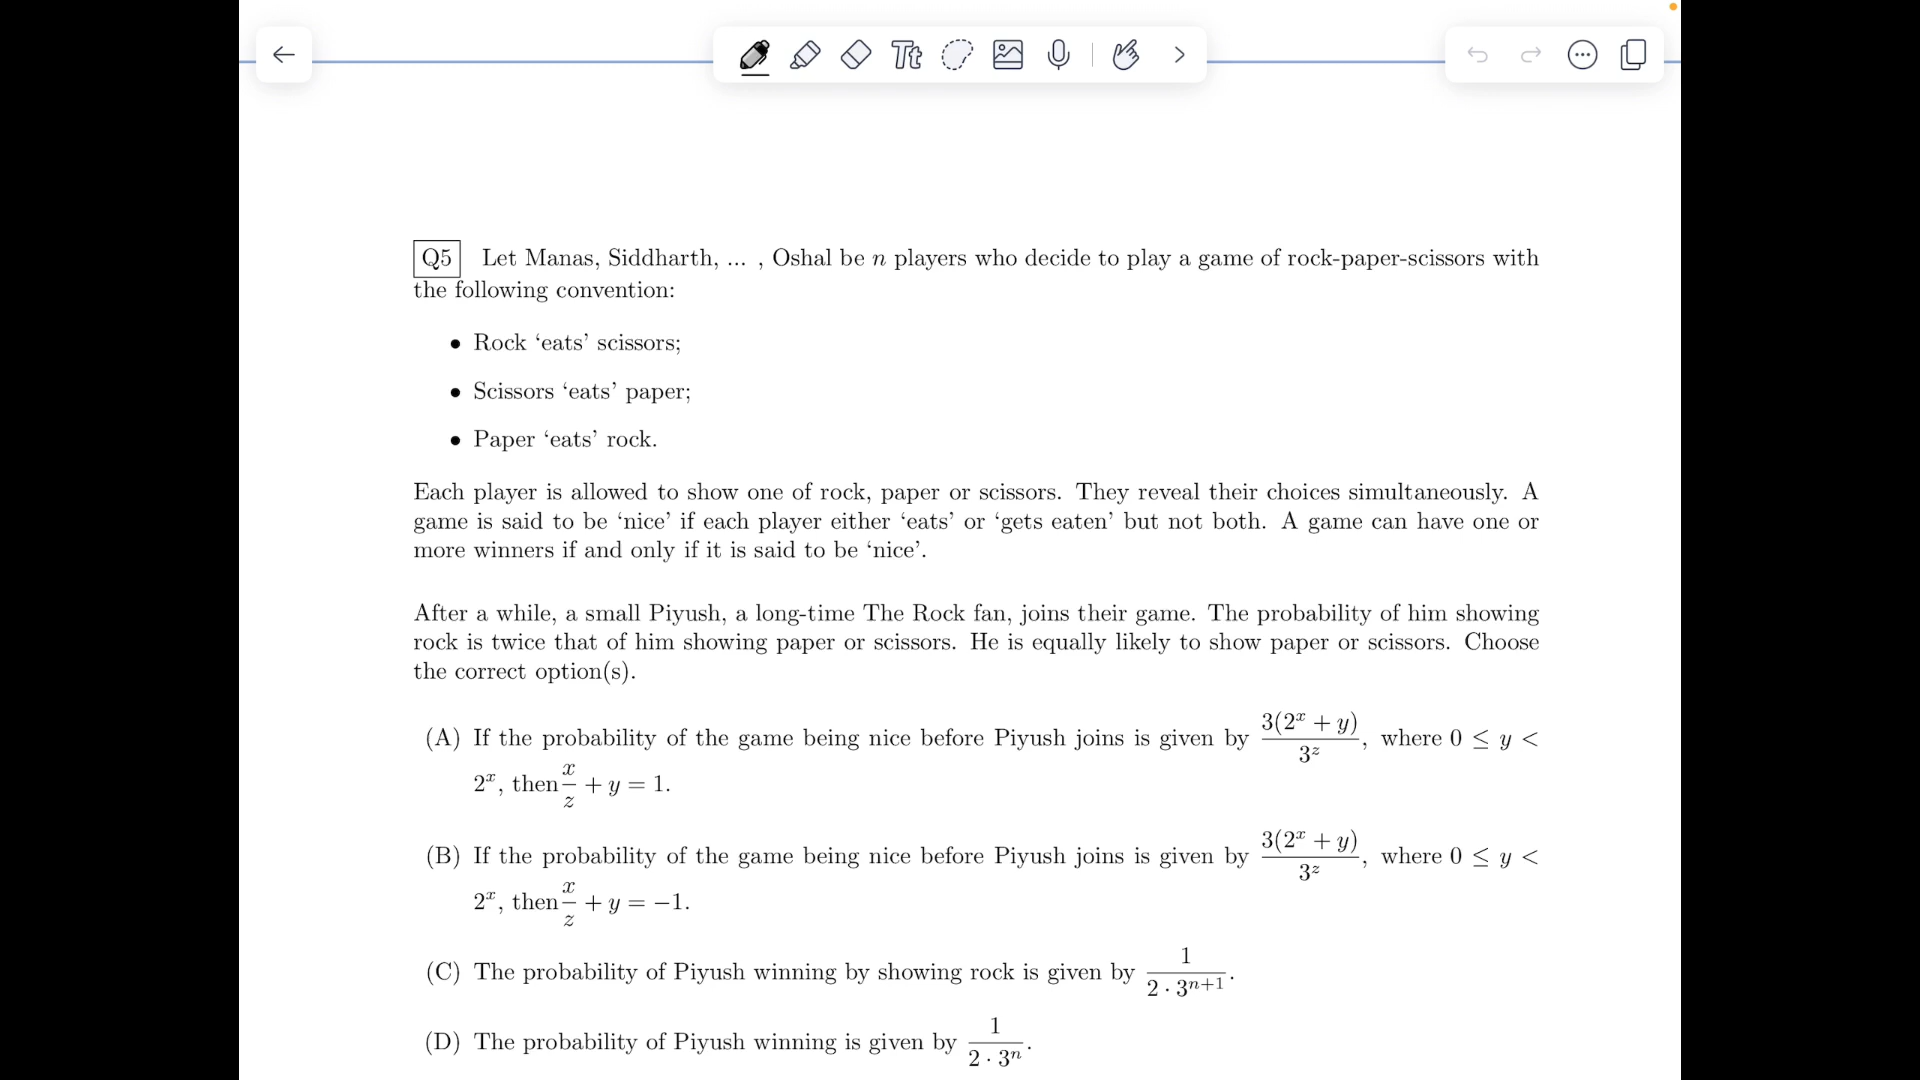 Tt
Q5 Let Manas, Siddharth, ... , Oshal be n players who decide to play a game of rock-paper-scissors with
the following convention:
• Rock ‘eats’ scissors;
• Scissors ‘eats’ paper;
• Paper ‘eats’ rock.
Each player is allowed to show one of rock, paper or scissors. They reveal their choices simultaneously. A
game is said to be ‘nice’ if each player either ‘eats’ or ‘gets eaten’ but not both. A game can have one or
more winners if and only if it is said to be ‘nice’.
After a while, a small Piyush, a long-time The Rock fan, joins their game. The probability of him showing
rock is twice that of him showing paper or scissors. He is equally likely to show paper or scissors. Choose
the correct option(s).
(A) If the probability of the game being nice before Piyush joins is given by \frac{3(2^x + y)}{3^z}, where 0 ≤ y <
2^x, then \frac{x}{z} + y = 1.
(B) If the probability of the game being nice before Piyush joins is given by \frac{3(2^x + y)}{3^z}, where 0 ≤ y <
2^x, then \frac{x}{z} + y = −1.
(C) The probability of Piyush winning by showing rock is given by \frac{1}{2 · 3^{n+1}}.
(D) The probability of Piyush winning is given by \frac{1}{2 · 3^n}.